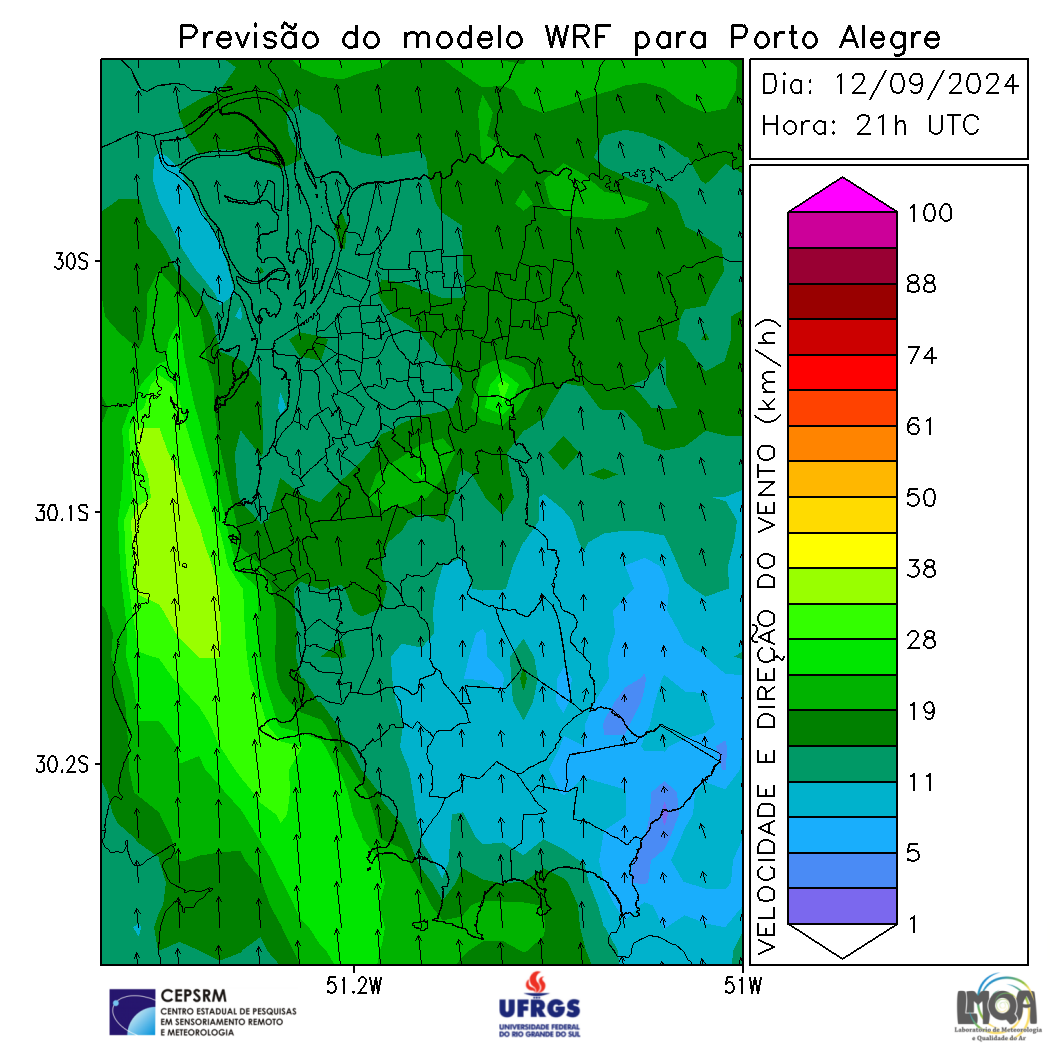 Previsão do modelo WRF para Porto Alegre
Dia: 12/09/2024
Hora: 21h UTC
30S
30.1S
30.2S
51.2W
51W
VELOCIDADE E DIREÇÃO DO VENTO (km/h)
100
88
74
61
50
38
28
19
11
5
1
CEPSRM
CENTRO ESTADUAL DE PESQUISAS
EM SENSORIAMENTO REMOTO
E METEOROLOGIA
UFRGS
UNIVERSIDADE FEDERAL
DO RIO GRANDE DO SUL
LMQA
Laboratório de Meteorologia
e Qualidade do Ar